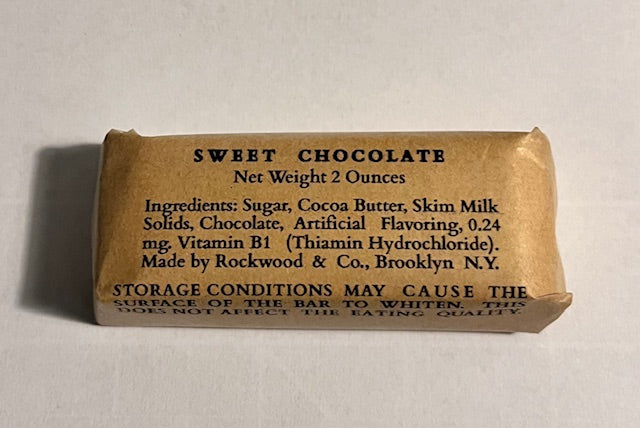 SWEET CHOCOLATE
Net Weight 2 Ounces
Ingredients: Sugar, Cocoa Butter, Skim Milk
Solids, Chocolate, Artificial Flavoring, 0.24
mg. Vitamin B1 (Thiamin Hydrochloride).
Made by Rockwood & Co., Brooklyn N.Y.
STORAGE CONDITIONS MAY CAUSE THE
SURFACE OF THE BAR TO WHITEN. THIS
DOES NOT AFFECT THE EATING QUALITY.